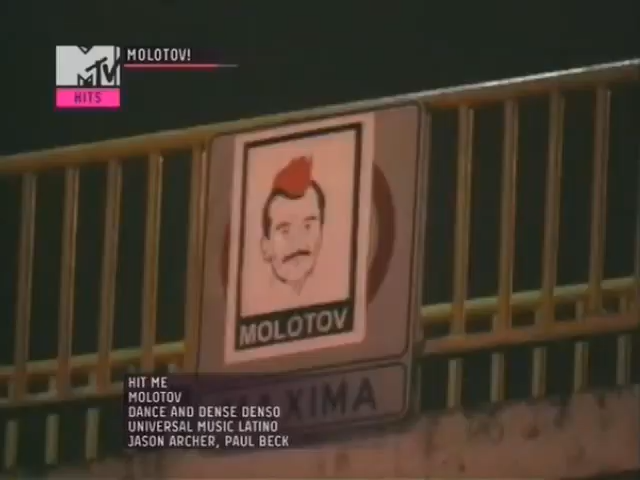 MTV
HITS
MOLOTOV!
MOLOTOV
HIT ME
MOLOTOV
DANCE AND DENSE DENSO
UNIVERSAL MUSIC LATINO
JASON ARCHER, PAUL BECK